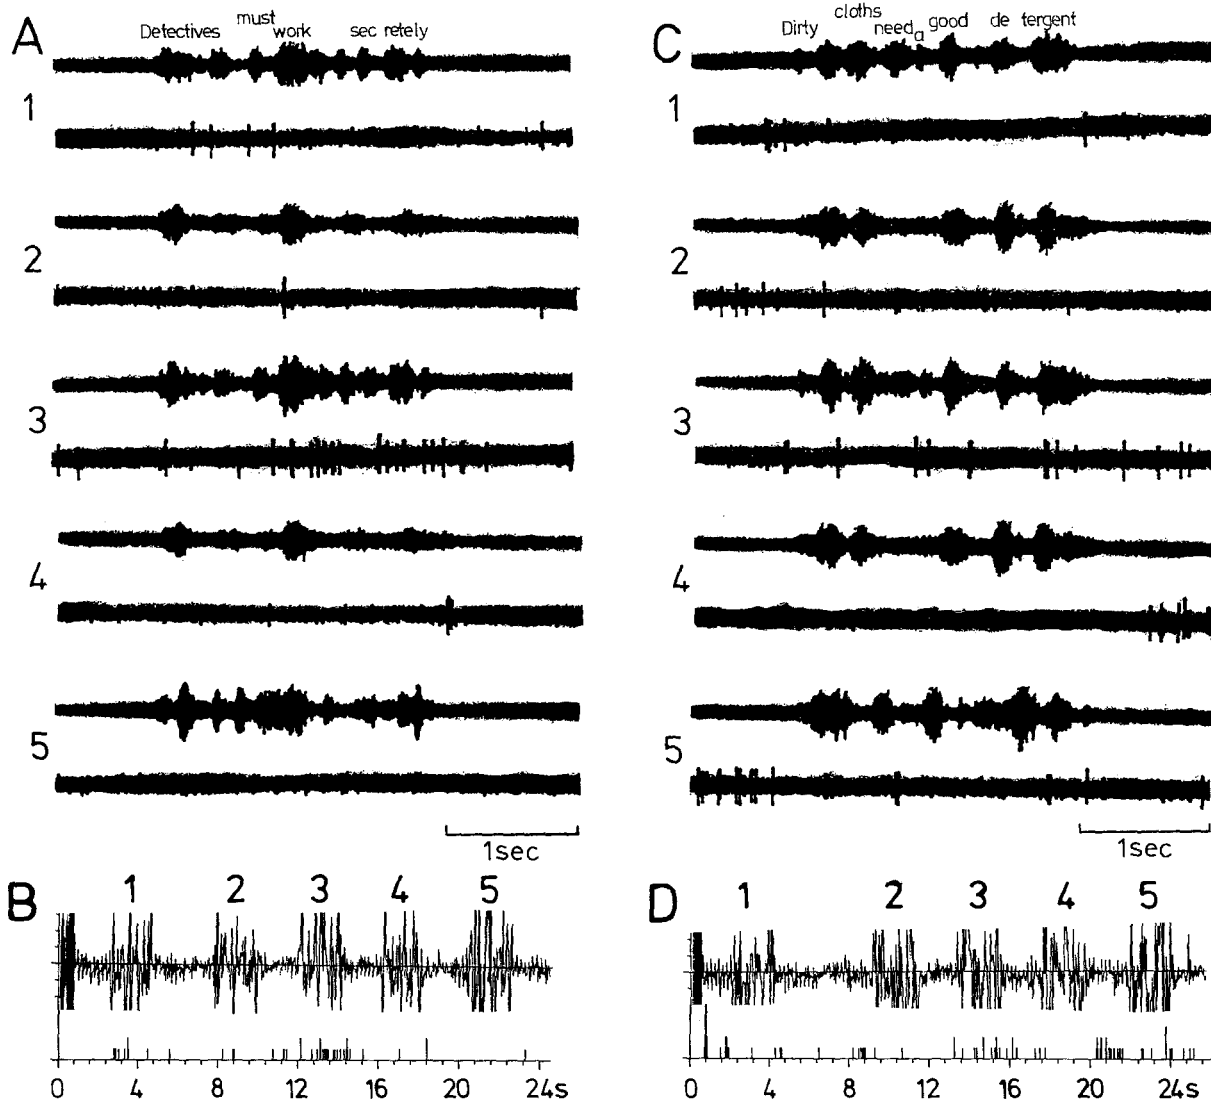 A
Defectives must work sec retely
1
2
3
4
5
1sec
B
1 2 3 4 5
0 4 8 12 16 20 24s
C
Dirty cloths need a good de tergent
1
2
3
4
5
1sec
D
1 2 3 4 5
0 4 8 12 16 20 24s